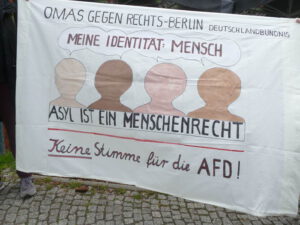 OMAS GEGEN RECHTS-BERLIN DEUTSCHLANDBÜNDNIS
MEINE IDENTITÄT: MENSCH
ASYL IST EIN MENSCHENRECHT
Keine Stimme für die AFD!